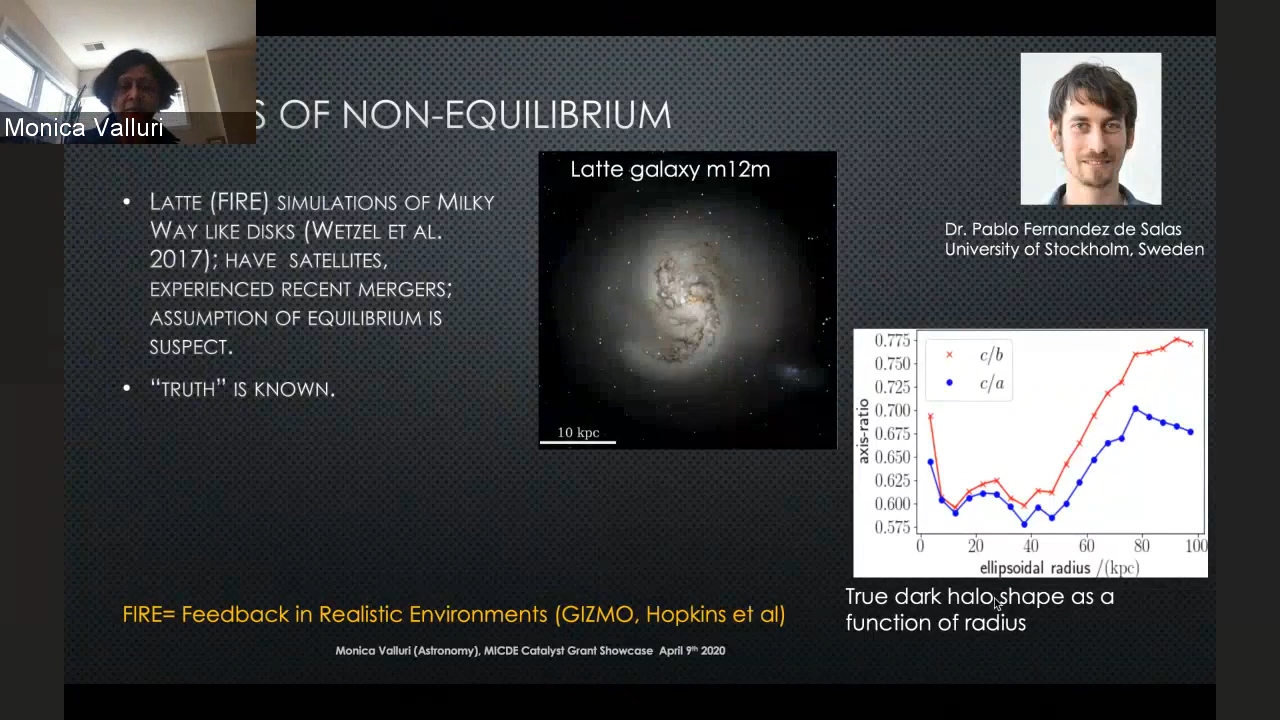 Monica Valluri
S OF NON-EQUILIBRIUM
• LATTE (FIRE) SIMULATIONS OF MILKY
WAY LIKE DISKS (WETZEL ET AL.
2017); HAVE SATELLITES,
EXPERIENCED RECENT MERGERS;
ASSUMPTION OF EQUILIBRIUM IS
SUSPECT.
• “TRUTH” IS KNOWN.
Latte galaxy m12m
10 kpc
Dr. Pablo Fernandez de Salas
University of Stockholm, Sweden
axis-ratio
0.775
0.750
0.725
0.700
0.675
0.650
0.625
0.600
0.575
c/b
c/a
0 20 40 60 80 100
ellipsoidal radius /(kpc)
True dark halo shape as a
function of radius
FIRE= Feedback in Realistic Environments (GIZMO, Hopkins et al)
Monica Valluri (Astronomy), MICDE Catalyst Grant Showcase April 9th 2020